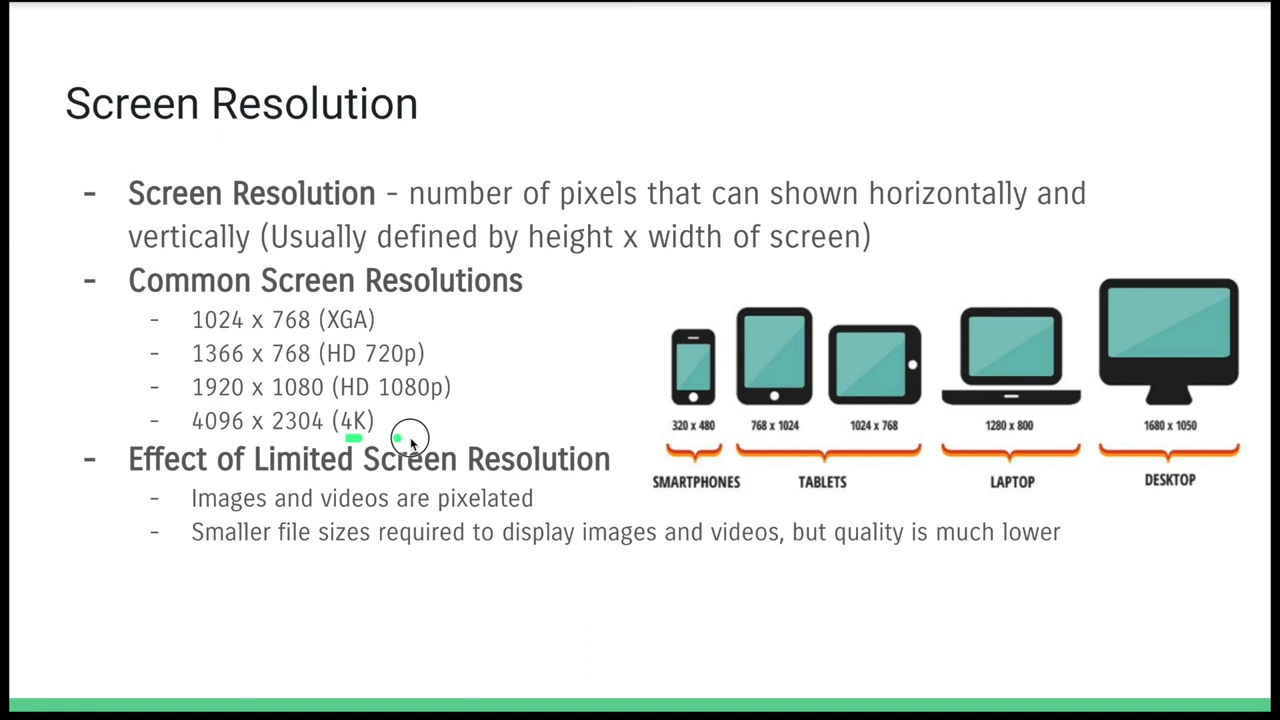 Screen Resolution
- Screen Resolution - number of pixels that can shown horizontally and
vertically (Usually defined by height x width of screen)
- Common Screen Resolutions
- 1024 x 768 (XGA)
- 1366 x 768 (HD 720p)
- 1920 x 1080 (HD 1080p)
- 4096 x 2304 (4K)
- Effect of Limited Screen Resolution
- Images and videos are pixelated
- Smaller file sizes required to display images and videos, but quality is much lower
320 x 480 768 x 1024 1024 x 768 1280 x 800 1680 x 1050
SMARTPHONES TABLETS LAPTOP DESKTOP